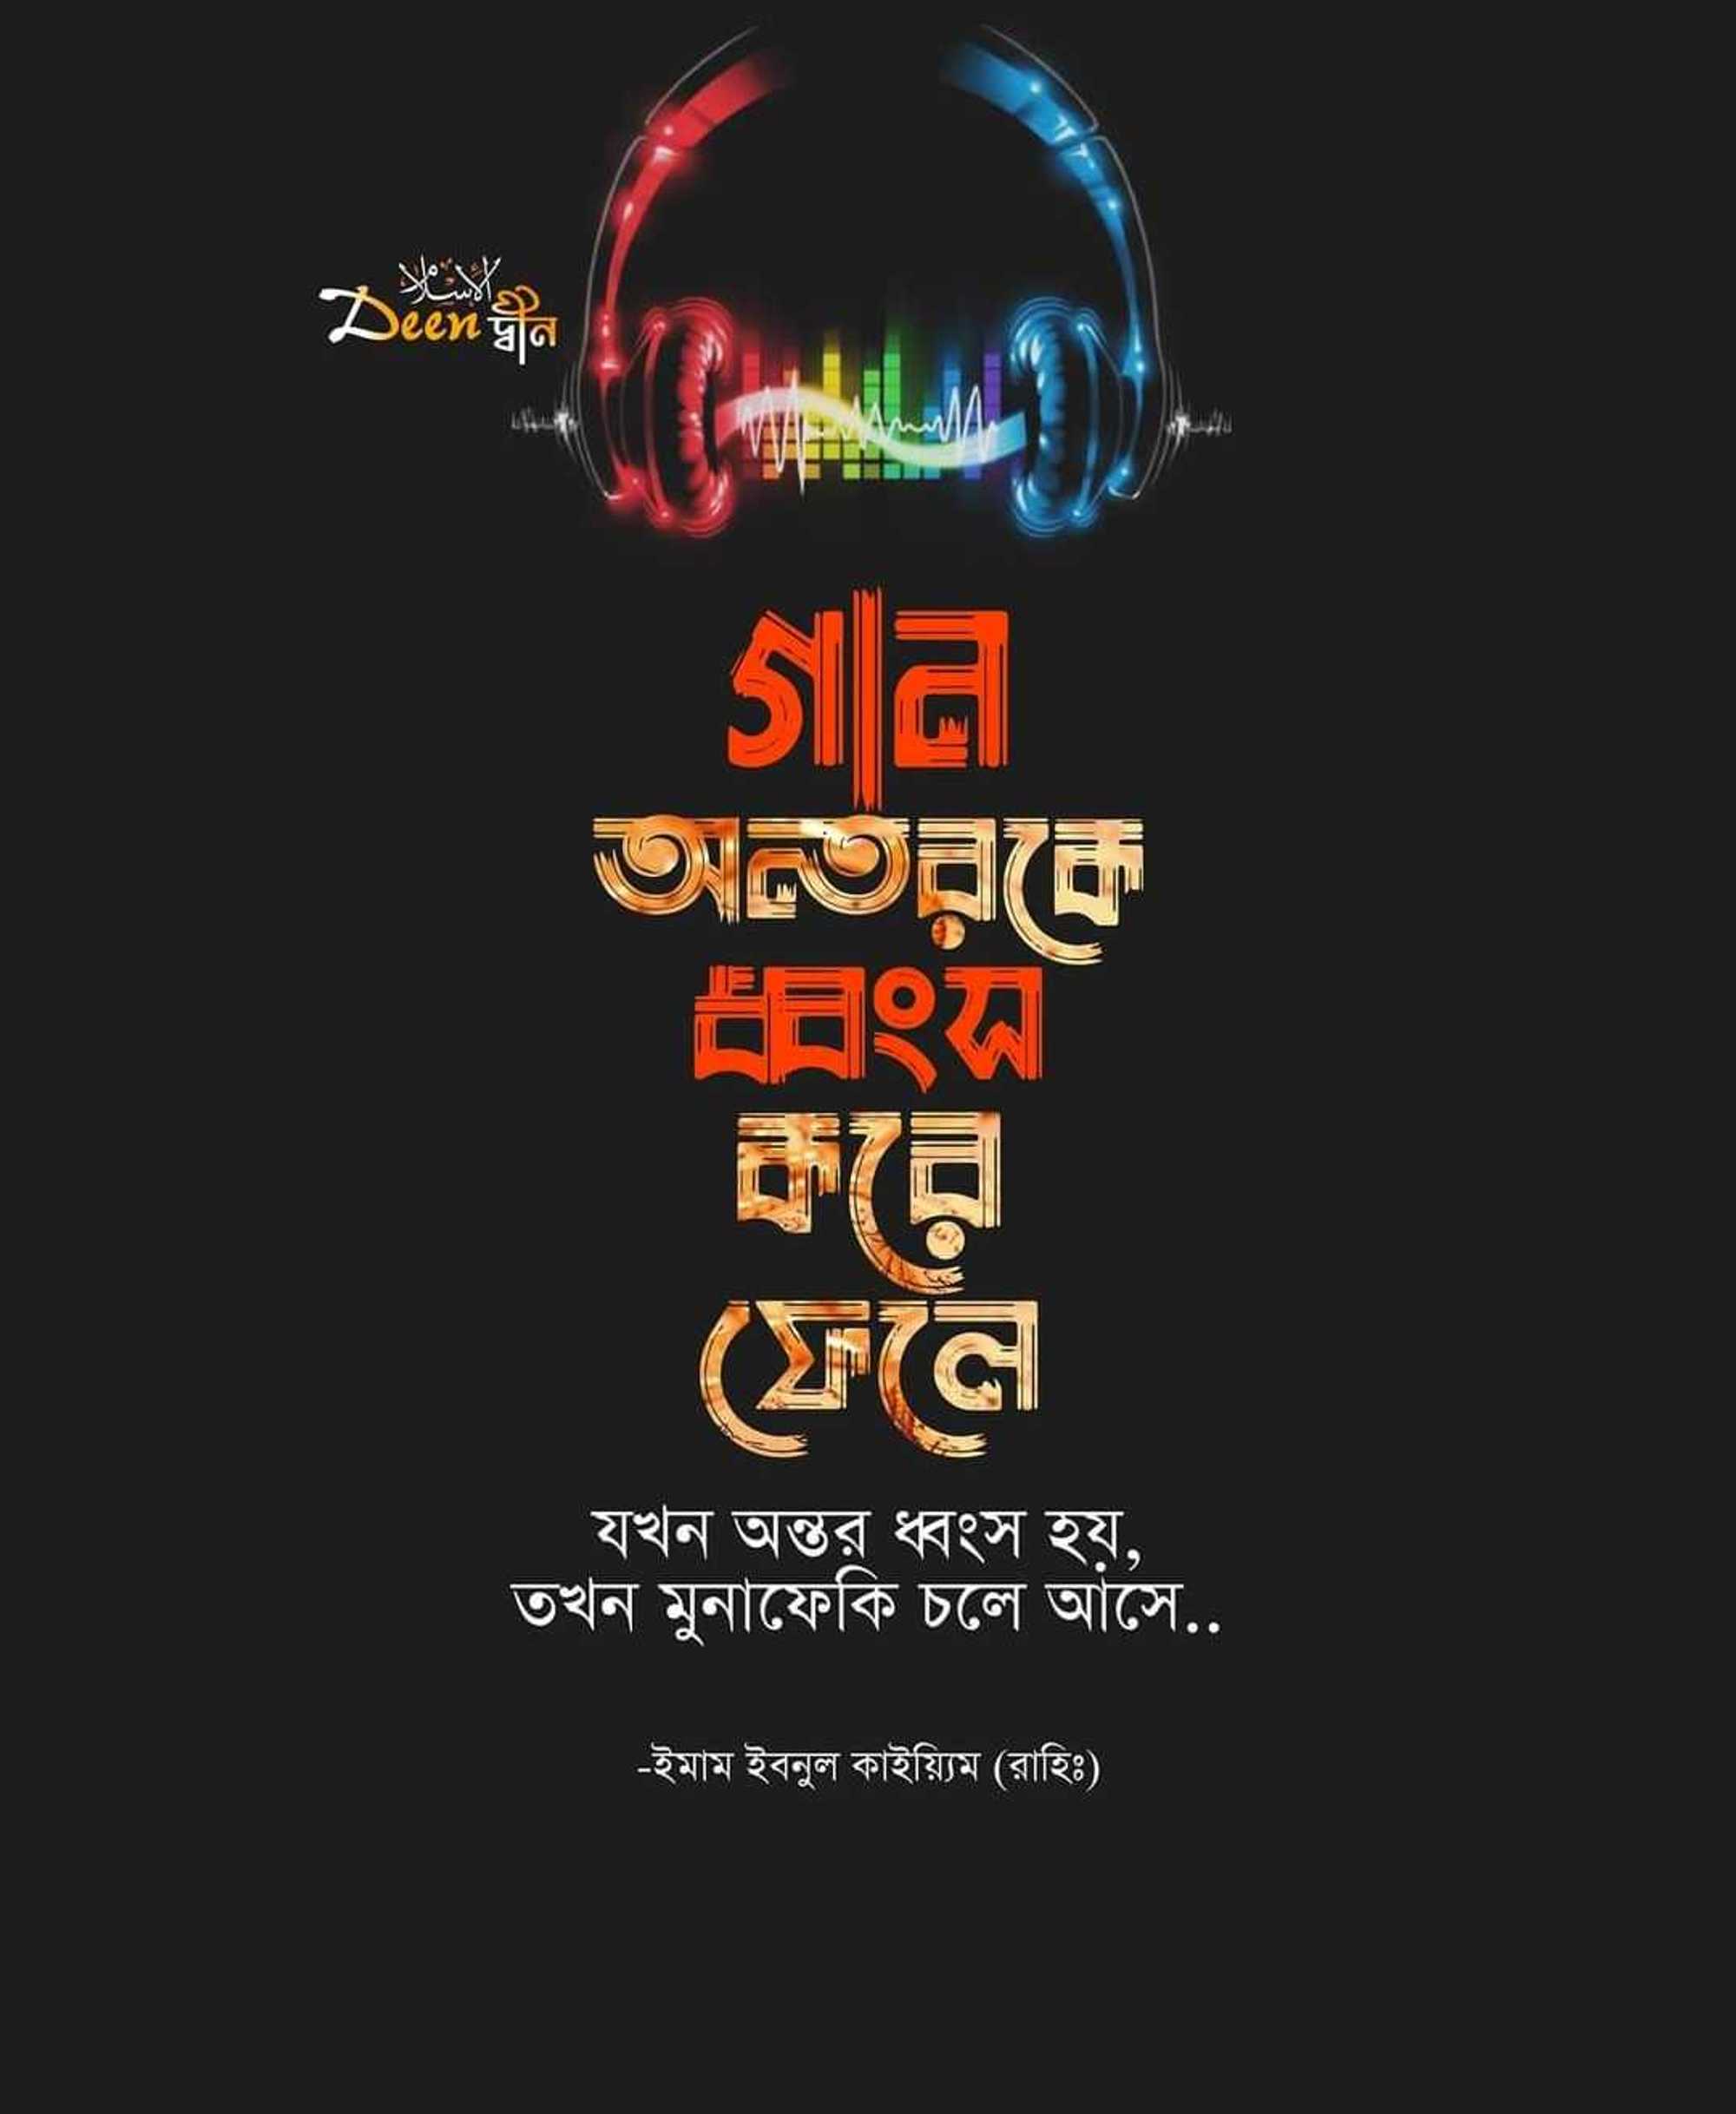 الإسلام
Deen দ্বীন
গান
অন্তরকে
ধ্বংস
করে
ফেলে
যখন অন্তর ধ্বংস হয়,
তখন মুনাফেকি চলে আসে..
-ইমাম ইবনুল কাইয়্যিম (রাহিঃ)